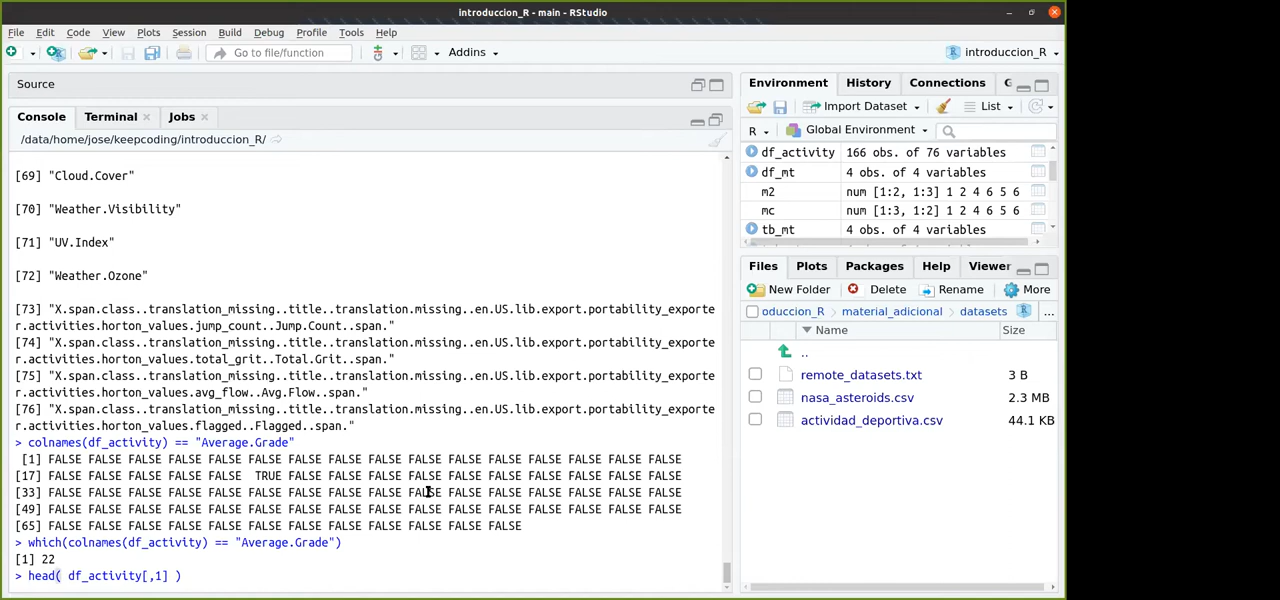 introduccion_R - main - RStudio
File Edit Code View Plots Session Build Debug Profile Tools Help
Go to file/function Addins introduccion_R
Source
Console Terminal Jobs
/data/home/jose/keepcoding/introduccion_R/
[69] "Cloud.Cover"
[70] "Weather.Visibility"
[71] "UV.Index"
[72] "Weather.Ozone"
[73] "X.span.class..translation_missing..title..translation.missing..en.US.lib.export.portability_exporte
r.activities.horton_values.jump_count..Jump.Count..span."
[74] "X.span.class..translation_missing..title..translation.missing..en.US.lib.export.portability_exporte
r.activities.horton_values.total_grit..Total.Grit..span."
[75] "X.span.class..translation_missing..title..translation.missing..en.US.lib.export.portability_exporte
r.activities.horton_values.avg_flow..Avg.Flow..span."
[76] "X.span.class..translation_missing..title..translation.missing..en.US.lib.export.portability_exporte
r.activities.horton_values.flagged..Flagged..span."
> colnames(df_activity) == "Average.Grade"
[1] FALSE FALSE FALSE FALSE FALSE FALSE FALSE FALSE FALSE FALSE FALSE FALSE FALSE FALSE FALSE FALSE
[17] FALSE FALSE FALSE FALSE FALSE TRUE FALSE FALSE FALSE FALSE FALSE FALSE FALSE FALSE FALSE FALSE
[33] FALSE FALSE FALSE FALSE FALSE FALSE FALSE FALSE FALSE FALSE FALSE FALSE FALSE FALSE FALSE FALSE
[49] FALSE FALSE FALSE FALSE FALSE FALSE FALSE FALSE FALSE FALSE FALSE FALSE FALSE FALSE FALSE FALSE
[65] FALSE FALSE FALSE FALSE FALSE FALSE FALSE FALSE FALSE FALSE FALSE FALSE
> which(colnames(df_activity) == "Average.Grade")
[1] 22
> head( df_activity[,1] )
Environment History Connections G
Import Dataset List
R Global Environment
df_activity 166 obs. of 76 variables
df_mt 4 obs. of 4 variables
m2 num [1:2, 1:3] 1 2 4 6 5 6
mc num [1:3, 1:2] 1 2 4 6 5 6
tb_mt 4 obs. of 4 variables
Files Plots Packages Help Viewer
New Folder Delete Rename More
oduccion_R > material_adicional > datasets ...
Name Size
..
remote_datasets.txt 3 B
nasa_asteroids.csv 2.3 MB
actividad_deportiva.csv 44.1 KB